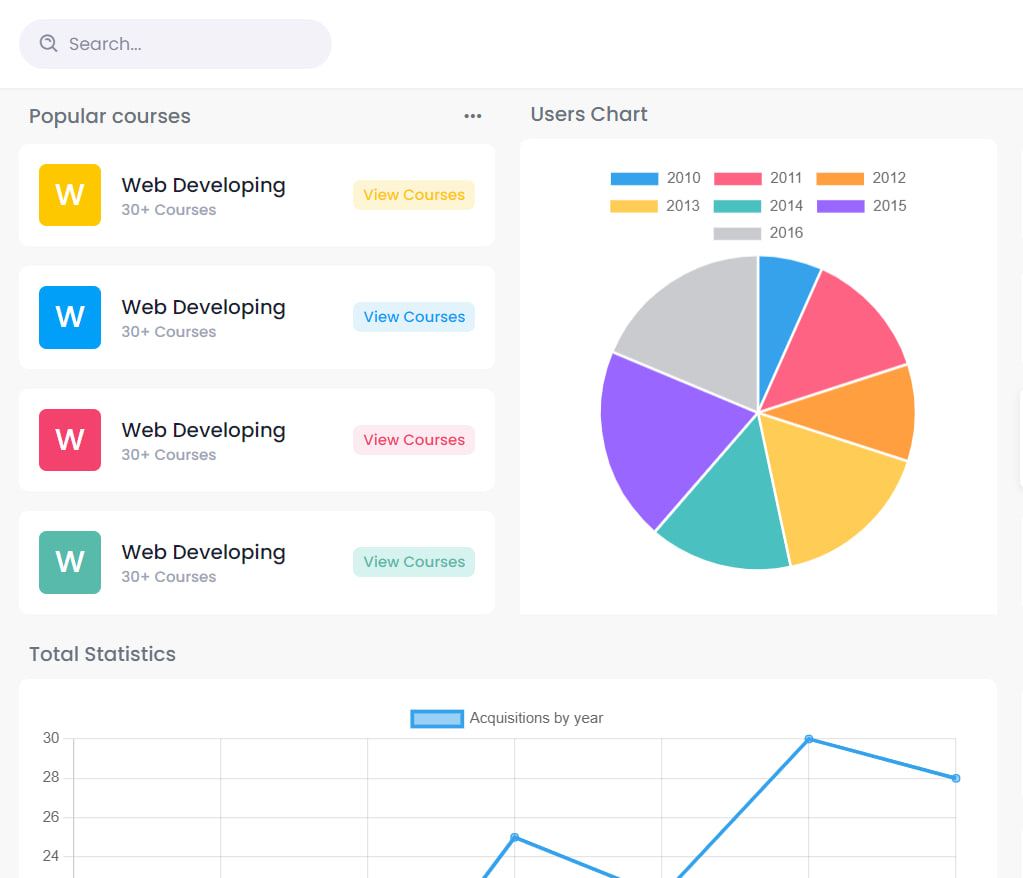 Search...
Popular courses
W
Web Developing
30+ Courses
View Courses
W
Web Developing
30+ Courses
View Courses
W
Web Developing
30+ Courses
View Courses
W
Web Developing
30+ Courses
View Courses
Users Chart
2010 2011 2012
2013 2014 2015
2016
Total Statistics
Acquisitions by year
30
28
26
24